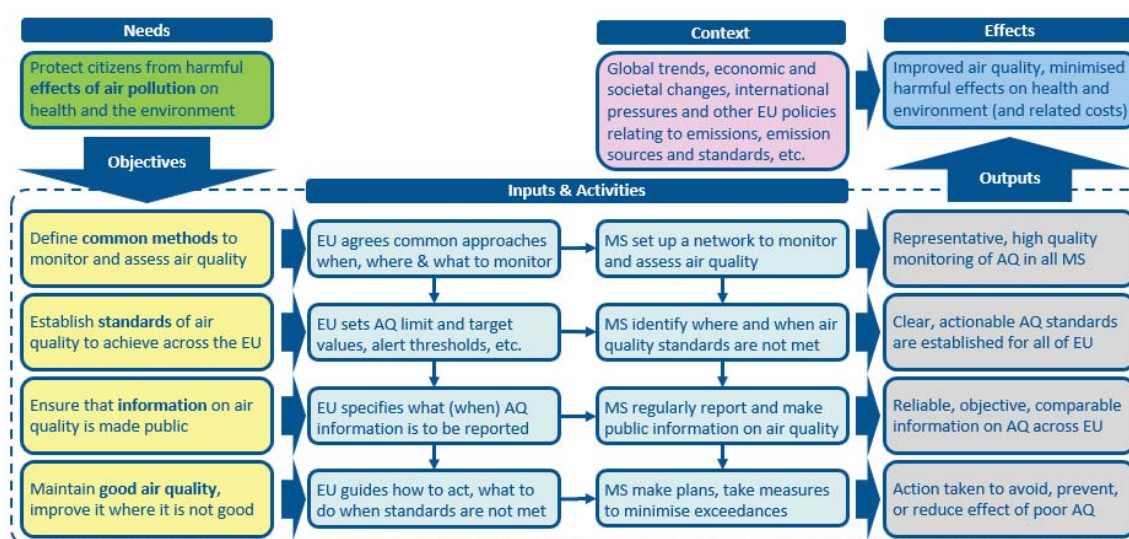 Needs
Context
Effects
Protect citizens from harmful
effects of air pollution on
health and the environment
Global trends, economic and
societal changes, international
pressures and other EU policies
relating to emissions, emission
sources and standards, etc.
Improved air quality, minimised
harmful effects on health and
environment (and related costs)
Objectives
Inputs & Activities
Outputs
Define common methods to
monitor and assess air quality
EU agrees common approaches
when, where & what to monitor
MS set up a network to monitor
and assess air quality
Representative, high quality
monitoring of AQ in all MS
Establish standards of air
quality to achieve across the EU
EU sets AQ limit and target
values, alert thresholds, etc.
MS identify where and when air
quality standards are not met
Clear, actionable AQ standards
are established for all of EU
Ensure that information on air
quality is made public
EU specifies what (when) AQ
information is to be reported
MS regularly report and make
public information on air quality
Reliable, objective, comparable
information on AQ across EU
Maintain good air quality,
improve it where it is not good
EU guides how to act, what to
do when standards are not met
MS make plans, take measures
to minimise exceedances
Action taken to avoid, prevent,
or reduce effect of poor AQ